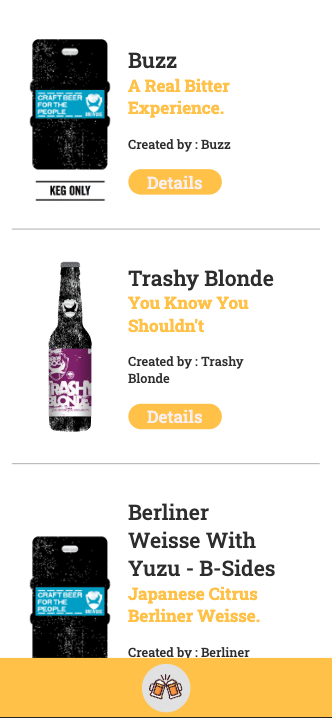 Buzz
A Real Bitter
Experience.
Created by : Buzz
Details
CRAFT BEER
FOR THE
PEOPLE
BREWDOG
KEG ONLY
Trashy Blonde
You Know You
Shouldn't
Created by : Trashy
Blonde
Details
TRASHY
BLONDE
Berliner
Weisse With
Yuzu - B-Sides
Japanese Citrus
Berliner Weisse.
Created by : Berliner
CRAFT BEER
FOR THE
PEOPLE
BREWDOG